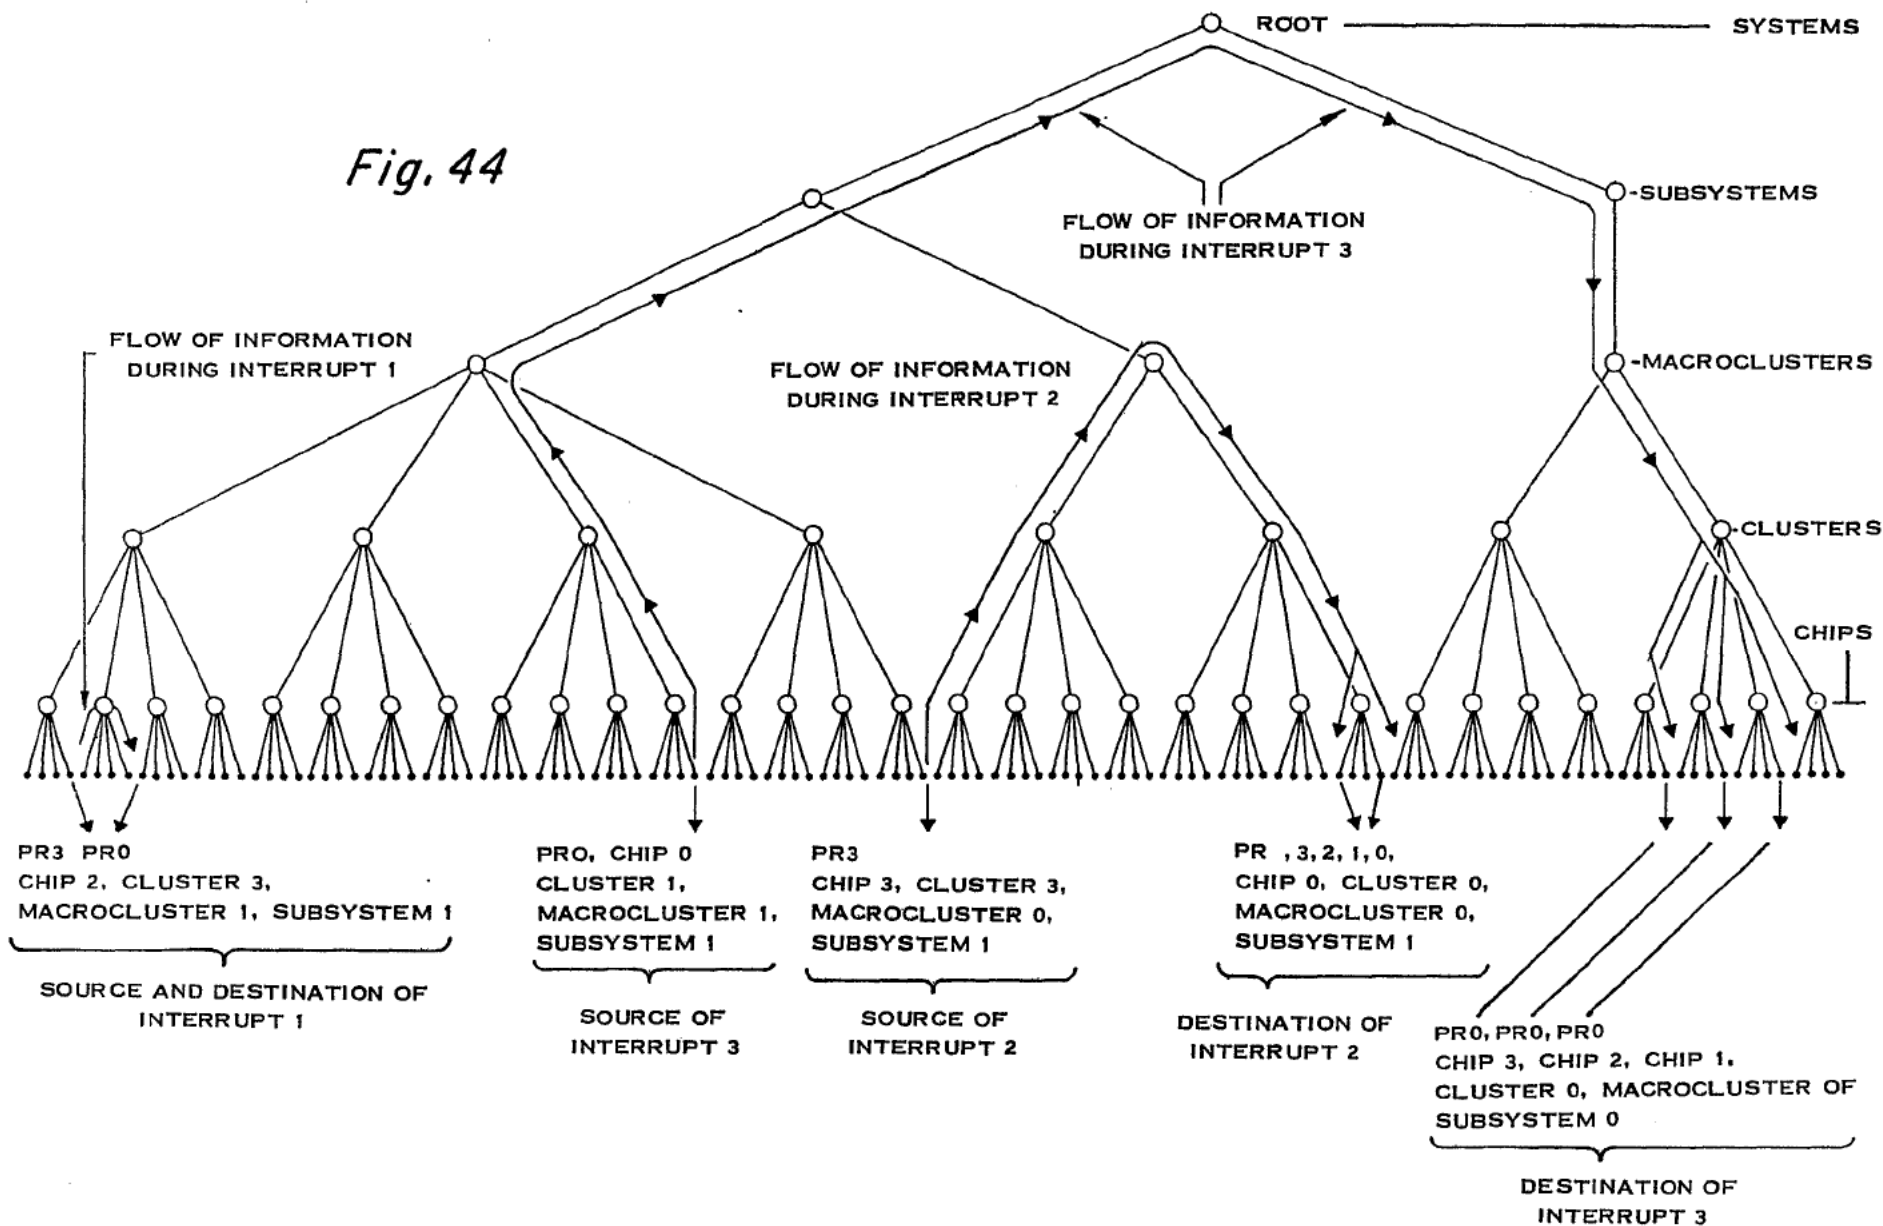 ROOT
SYSTEMS
Fig. 44
-SUBSYSTEMS
FLOW OF INFORMATION
DURING INTERRUPT 3
FLOW OF INFORMATION
DURING INTERRUPT 1
FLOW OF INFORMATION
DURING INTERRUPT 2
-MACROCLUSTERS
-CLUSTERS
CHIPS
PR3 PR0
CHIP 2, CLUSTER 3,
MACROCLUSTER 1, SUBSYSTEM 1
SOURCE AND DESTINATION OF
INTERRUPT 1
PRO, CHIP 0
CLUSTER 1,
MACROCLUSTER 1,
SUBSYSTEM 1
SOURCE OF
INTERRUPT 3
PR3
CHIP 3, CLUSTER 3,
MACROCLUSTER 0,
SUBSYSTEM 1
SOURCE OF
INTERRUPT 2
PR , 3, 2, 1, 0,
CHIP 0, CLUSTER 0,
MACROCLUSTER 0,
SUBSYSTEM 1
DESTINATION OF
INTERRUPT 2
PR0, PR0, PR0
CHIP 3, CHIP 2, CHIP 1.
CLUSTER 0, MACROCLUSTER OF
SUBSYSTEM 0
DESTINATION OF
INTERRUPT 3